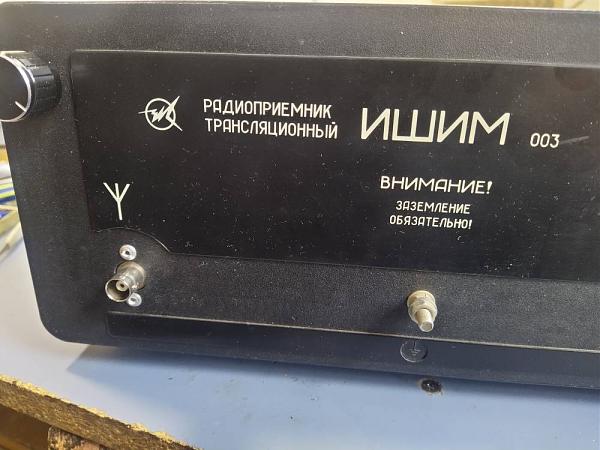 РАДИОПРИЕМНИК
ТРАНСЛЯЦИОННЫЙ
ИШИМ 003
ВНИМАНИЕ!
ЗАЗЕМЛЕНИЕ
ОБЯЗАТЕЛЬНО!